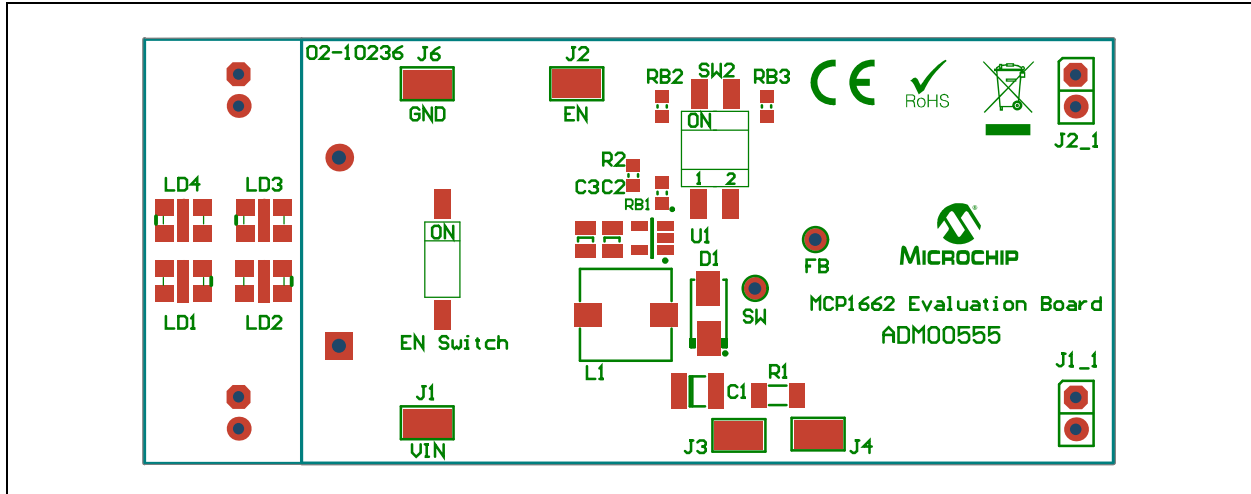 02-10236
J6
GND
J2
EN
RB2
SW2
RB3
ON
1 2
CE
RoHS
J2_1
R2
C3C2
RB1
LD4
LD3
LD1
LD2
ON
EN Switch
U1
D1
FB
SW
MICROCHIP
®
MCP1662 Evaluation Board
ADM00555
L1
J1
VIN
C1
R1
J3
J4
J1_1